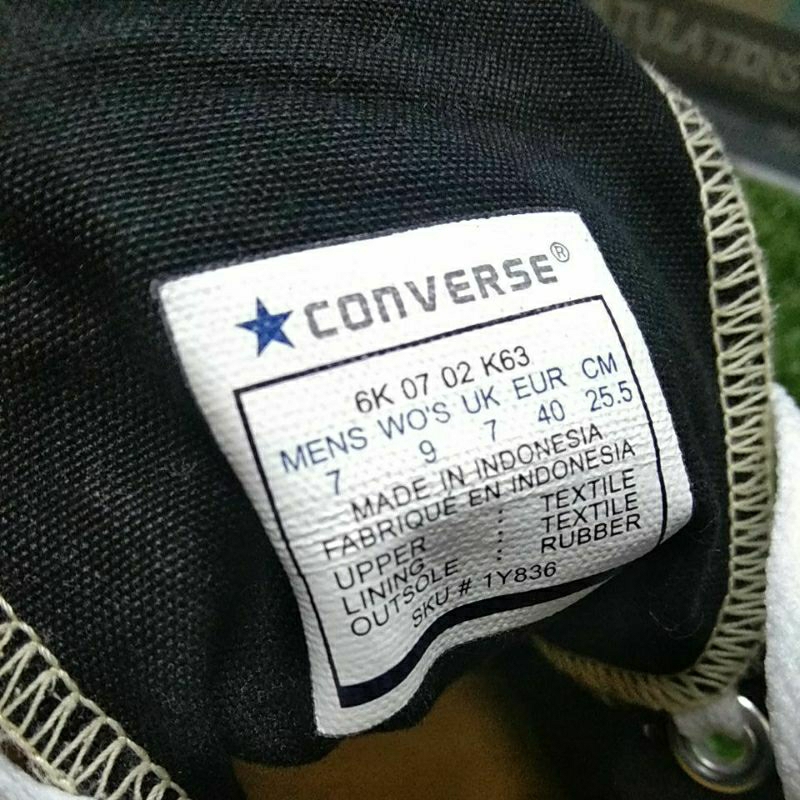 TULATIONS
CONVERSE®
6K 07 02 K63
MENS WO'S UK EUR CM
7 9 7 40 25.5
MADE IN INDONESIA
FABRIQUE EN INDONESIA
UPPER : TEXTILE
LINING : TEXTILE
OUTSOLE : RUBBER
SKU # 1Y836